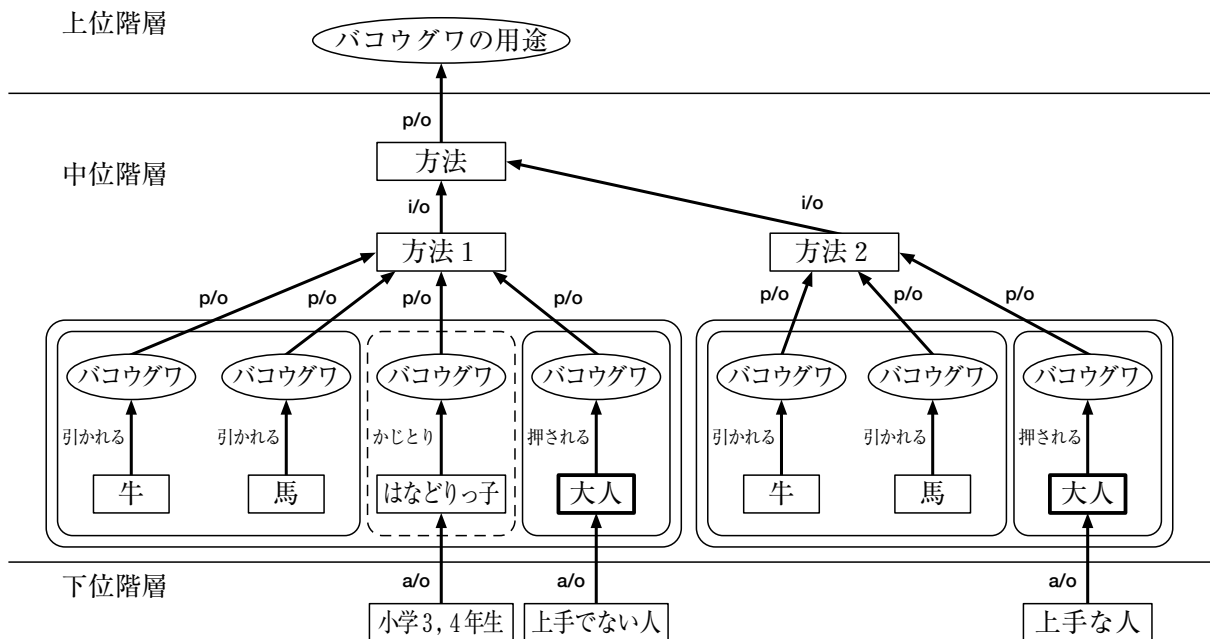 上位階層
バコウグワの用途
p/o
中位階層
方法
i/o
i/o
方法1
方法2
p/o
p/o
p/o
p/o
p/o
p/o
p/o
バコウグワ
バコウグワ
バコウグワ
バコウグワ
バコウグワ
バコウグワ
バコウグワ
引かれる
引かれる
かじとり
押される
引かれる
引かれる
押される
牛
馬
はなどりっ子
大人
牛
馬
大人
下位階層
a/o
a/o
a/o
小学3,4年生
上手でない人
上手な人